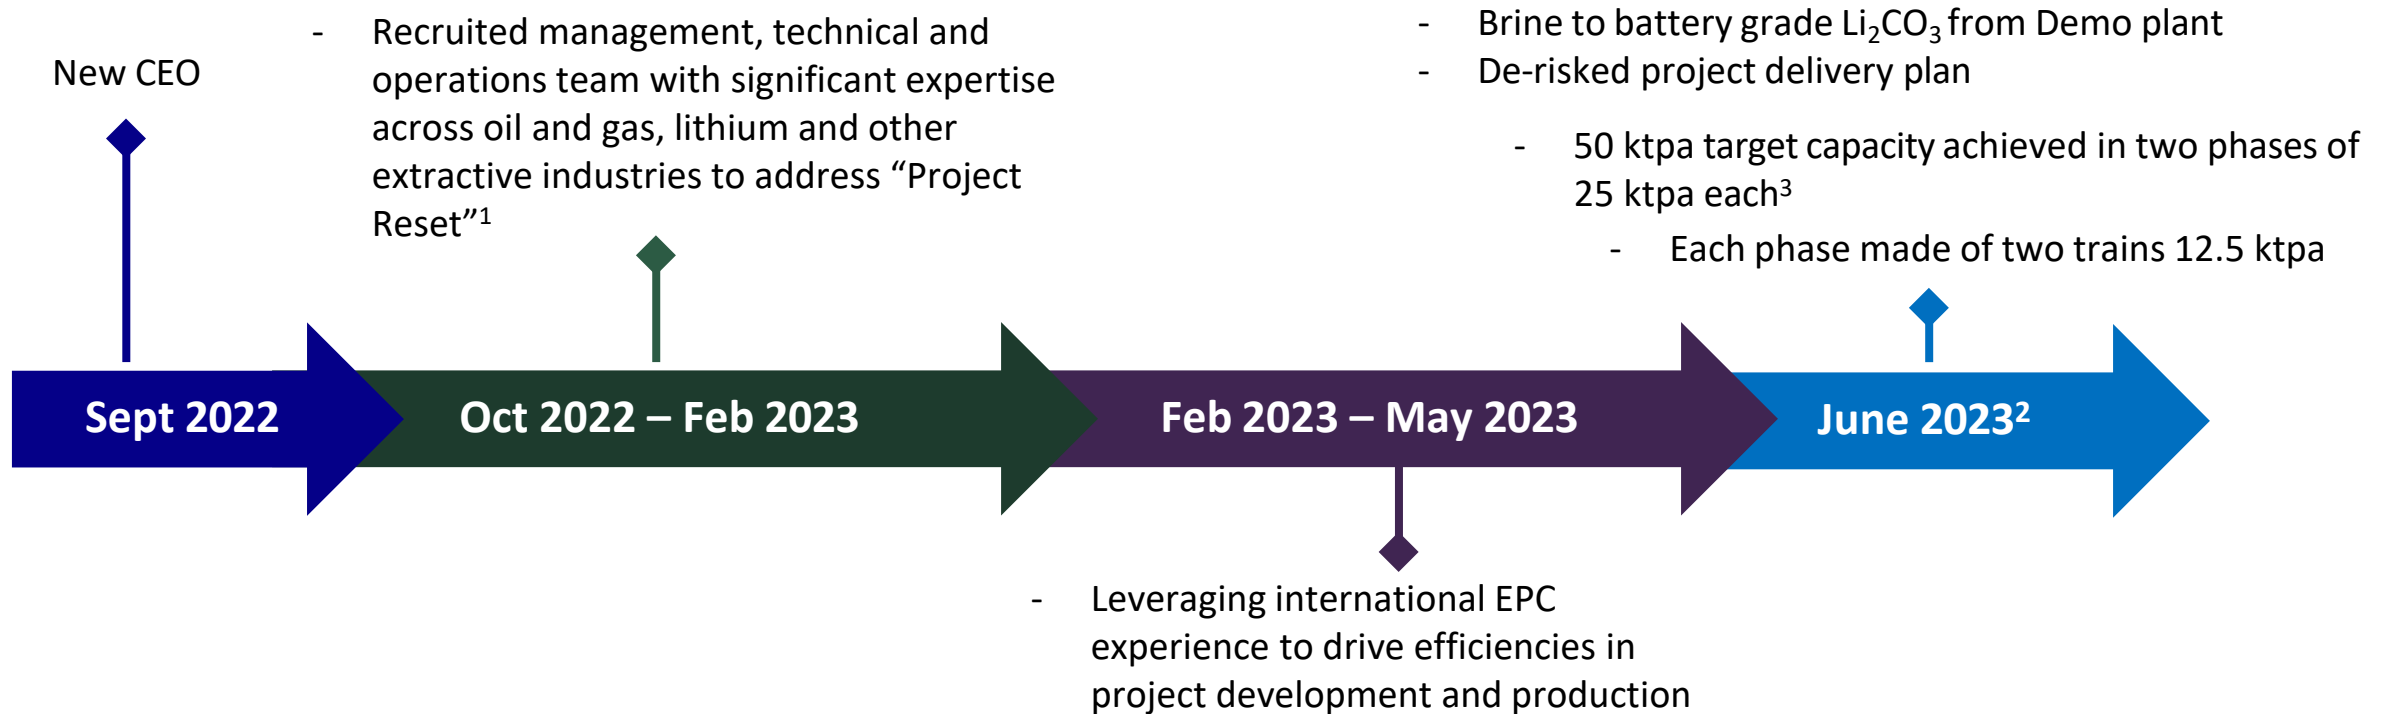 New CEO
- Recruited management, technical and
operations team with significant expertise
across oil and gas, lithium and other
extractive industries to address “Project
Reset”¹
- Brine to battery grade Li₂CO₃ from Demo plant
- De-risked project delivery plan
- 50 ktpa target capacity achieved in two phases of
25 ktpa each³
- Each phase made of two trains 12.5 ktpa
Sept 2022
Oct 2022 – Feb 2023
Feb 2023 – May 2023
June 2023²
- Leveraging international EPC
experience to drive efficiencies in
project development and production